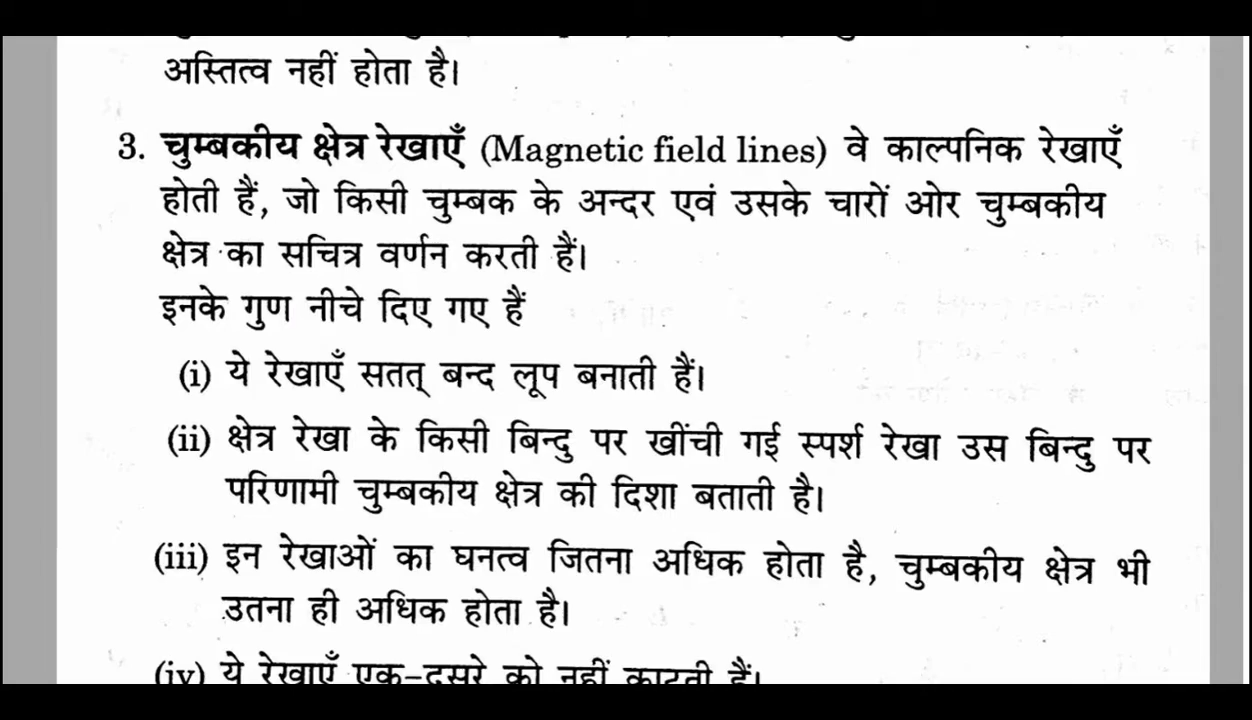 अस्तित्व नहीं होता है।
3. चुम्बकीय क्षेत्र रेखाएँ (Magnetic field lines) वे काल्पनिक रेखाएँ
होती हैं, जो किसी चुम्बक के अन्दर एवं उसके चारों ओर चुम्बकीय
क्षेत्र का सचित्र वर्णन करती हैं।
इनके गुण नीचे दिए गए हैं
(i) ये रेखाएँ सतत् बन्द लूप बनाती हैं।
(ii) क्षेत्र रेखा के किसी बिन्दु पर खींची गई स्पर्श रेखा उस बिन्दु पर
परिणामी चुम्बकीय क्षेत्र की दिशा बताती है।
(iii) इन रेखाओं का घनत्व जितना अधिक होता है, चुम्बकीय क्षेत्र भी
उतना ही अधिक होता है।
(iv) ये रेखाएँ एक-दूसरे को नहीं काटती हैं।